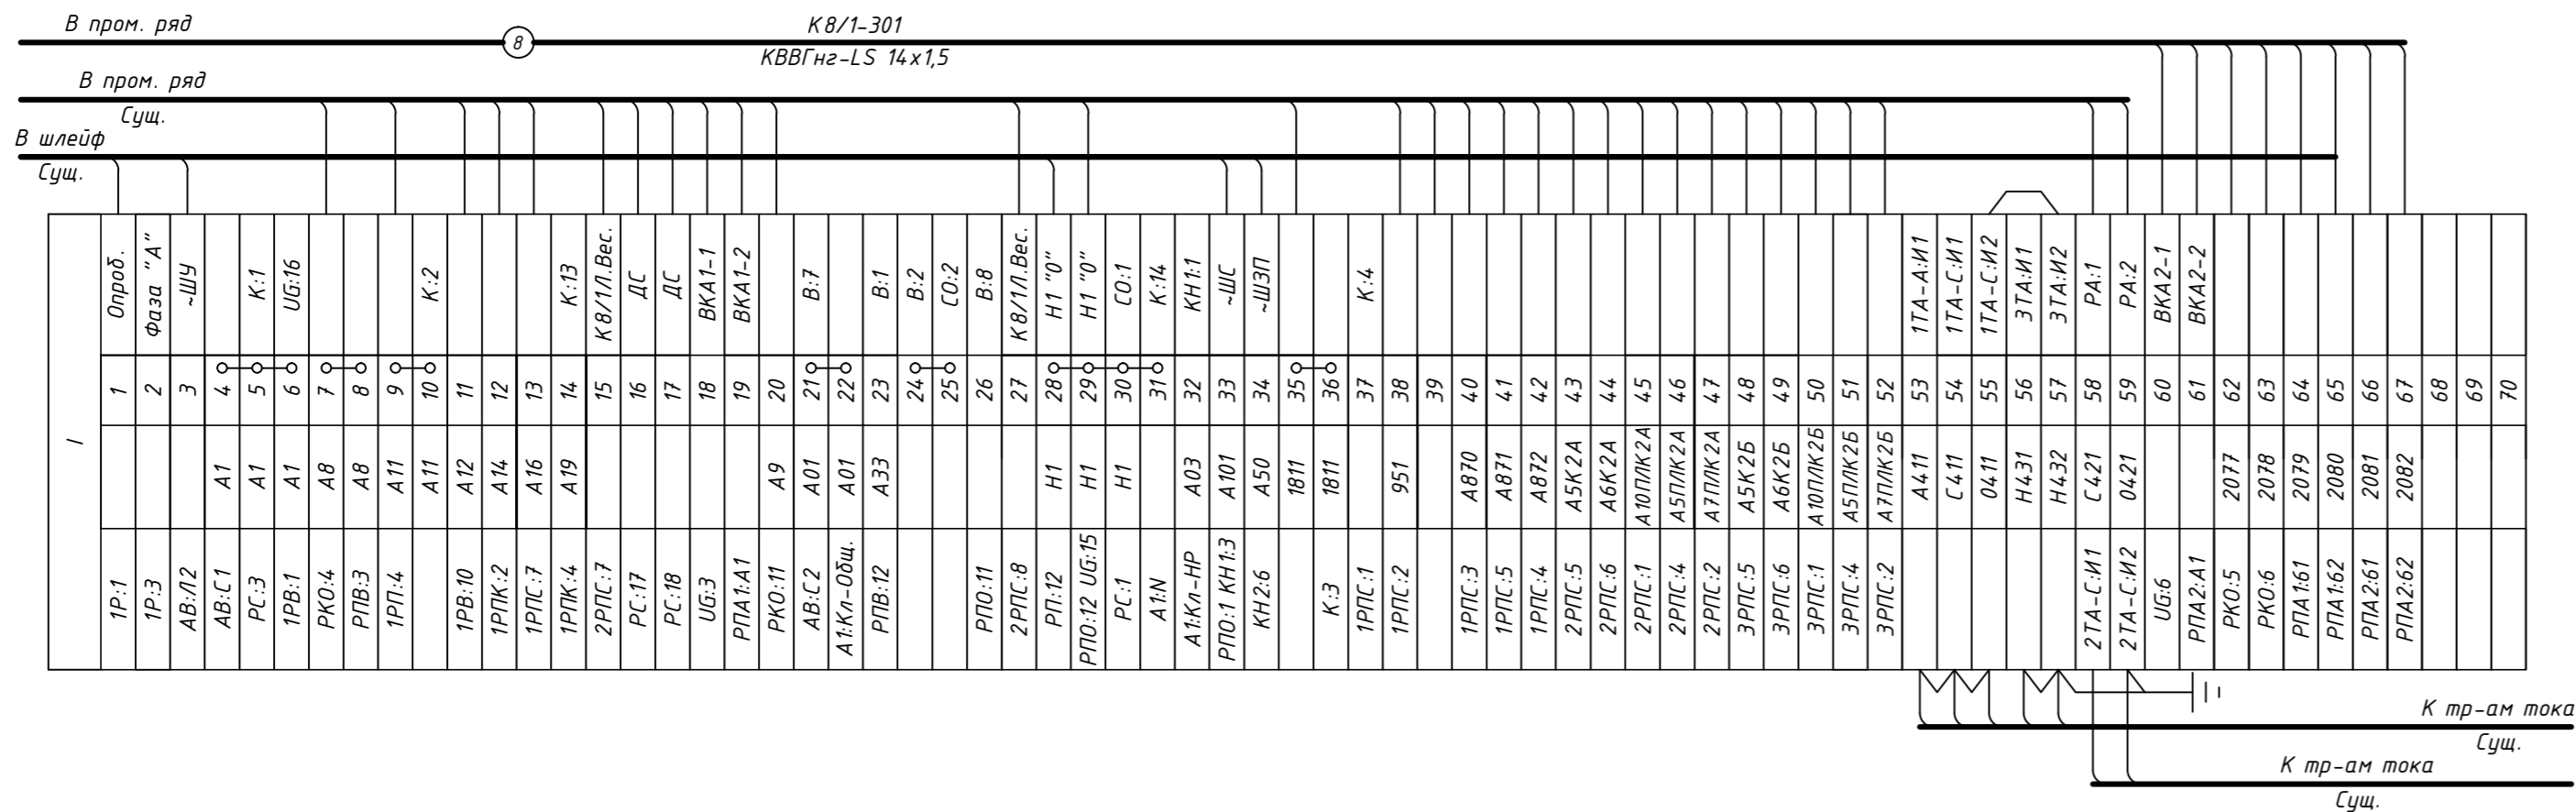 В пром. ряд
8
К8/1-301
КВВГнг-LS 14х1,5
В пром. ряд
Сущ.
В шлейф
Сущ.
I
Опроб. 1 1Р:1
Фаза "А" 2 1Р:3
~ШУ 3 АВ:Л2
4 А1 АВ:С1
К:1 5 А1 РС:3
UG:16 6 А1 1РВ:1
7 А8 РКО:4
8 А8 РПВ:3
9 А11 1РП:4
К:2 10 А11
11 А12 1РВ:10
12 А14 1РПК:2
13 А16 1РПС:7
К:13 14 А19 1РПК:4
К8/1Л.Вес. 15 2РПС:7
ДС 16 РС:17
ДС 17 РС:18
ВКА1-1 18 UG:3
ВКА1-2 19 РПА1:А1
20 А9 РКО:11
В:7 21 А01 АВ:С2
22 А01 А1:Кл-Общ.
В:1 23 А33 РПВ:12
В:2 24
СО:2 25
В:8 26 РПО:11
К8/1Л.Вес. 27 2РПС:8
Н1 "0" 28 Н1 РП:12
Н1 "0" 29 Н1 РПО:12 UG:15
СО:1 30 Н1 РС:1
К:14 31 А1:N
КН1:1 32 А03 А1:Кл-НР
~ШС 33 А101 РПО:1 КН1:3
~ШЗП 34 А50 КН2:6
35 1811
36 1811 К:3
К:4 37 1РПС:1
38 951 1РПС:2
39
40 А870 1РПС:3
41 А871 1РПС:5
42 А872 1РПС:4
43 А5К2А 2РПС:5
44 А6К2А 2РПС:6
45 А10ПЛК2А 2РПС:1
46 А5ПЛК2А 2РПС:4
47 А7ПЛК2А 2РПС:2
48 А5К2Б 3РПС:5
49 А6К2Б 3РПС:6
50 А10ПЛК2Б 3РПС:1
51 А5ПЛК2Б 3РПС:4
52 А7ПЛК2Б 3РПС:2
1ТА-А:И1 53 А411
1ТА-С:И1 54 С411
1ТА-С:И2 55 0411
3ТА:И1 56 Н431
3ТА:И2 57 Н432
РА:1 58 С421 2ТА-С:И1
РА:2 59 0421 2ТА-С:И2
ВКА2-1 60 UG:6
ВКА2-2 61 РПА2:А1
62 2077 РКО:5
63 2078 РКО:6
64 2079 РПА1:61
65 2080 РПА1:62
66 2081 РПА2:61
67 2082 РПА2:62
68
69
70
К тр-ам тока
Сущ.
К тр-ам тока
Сущ.